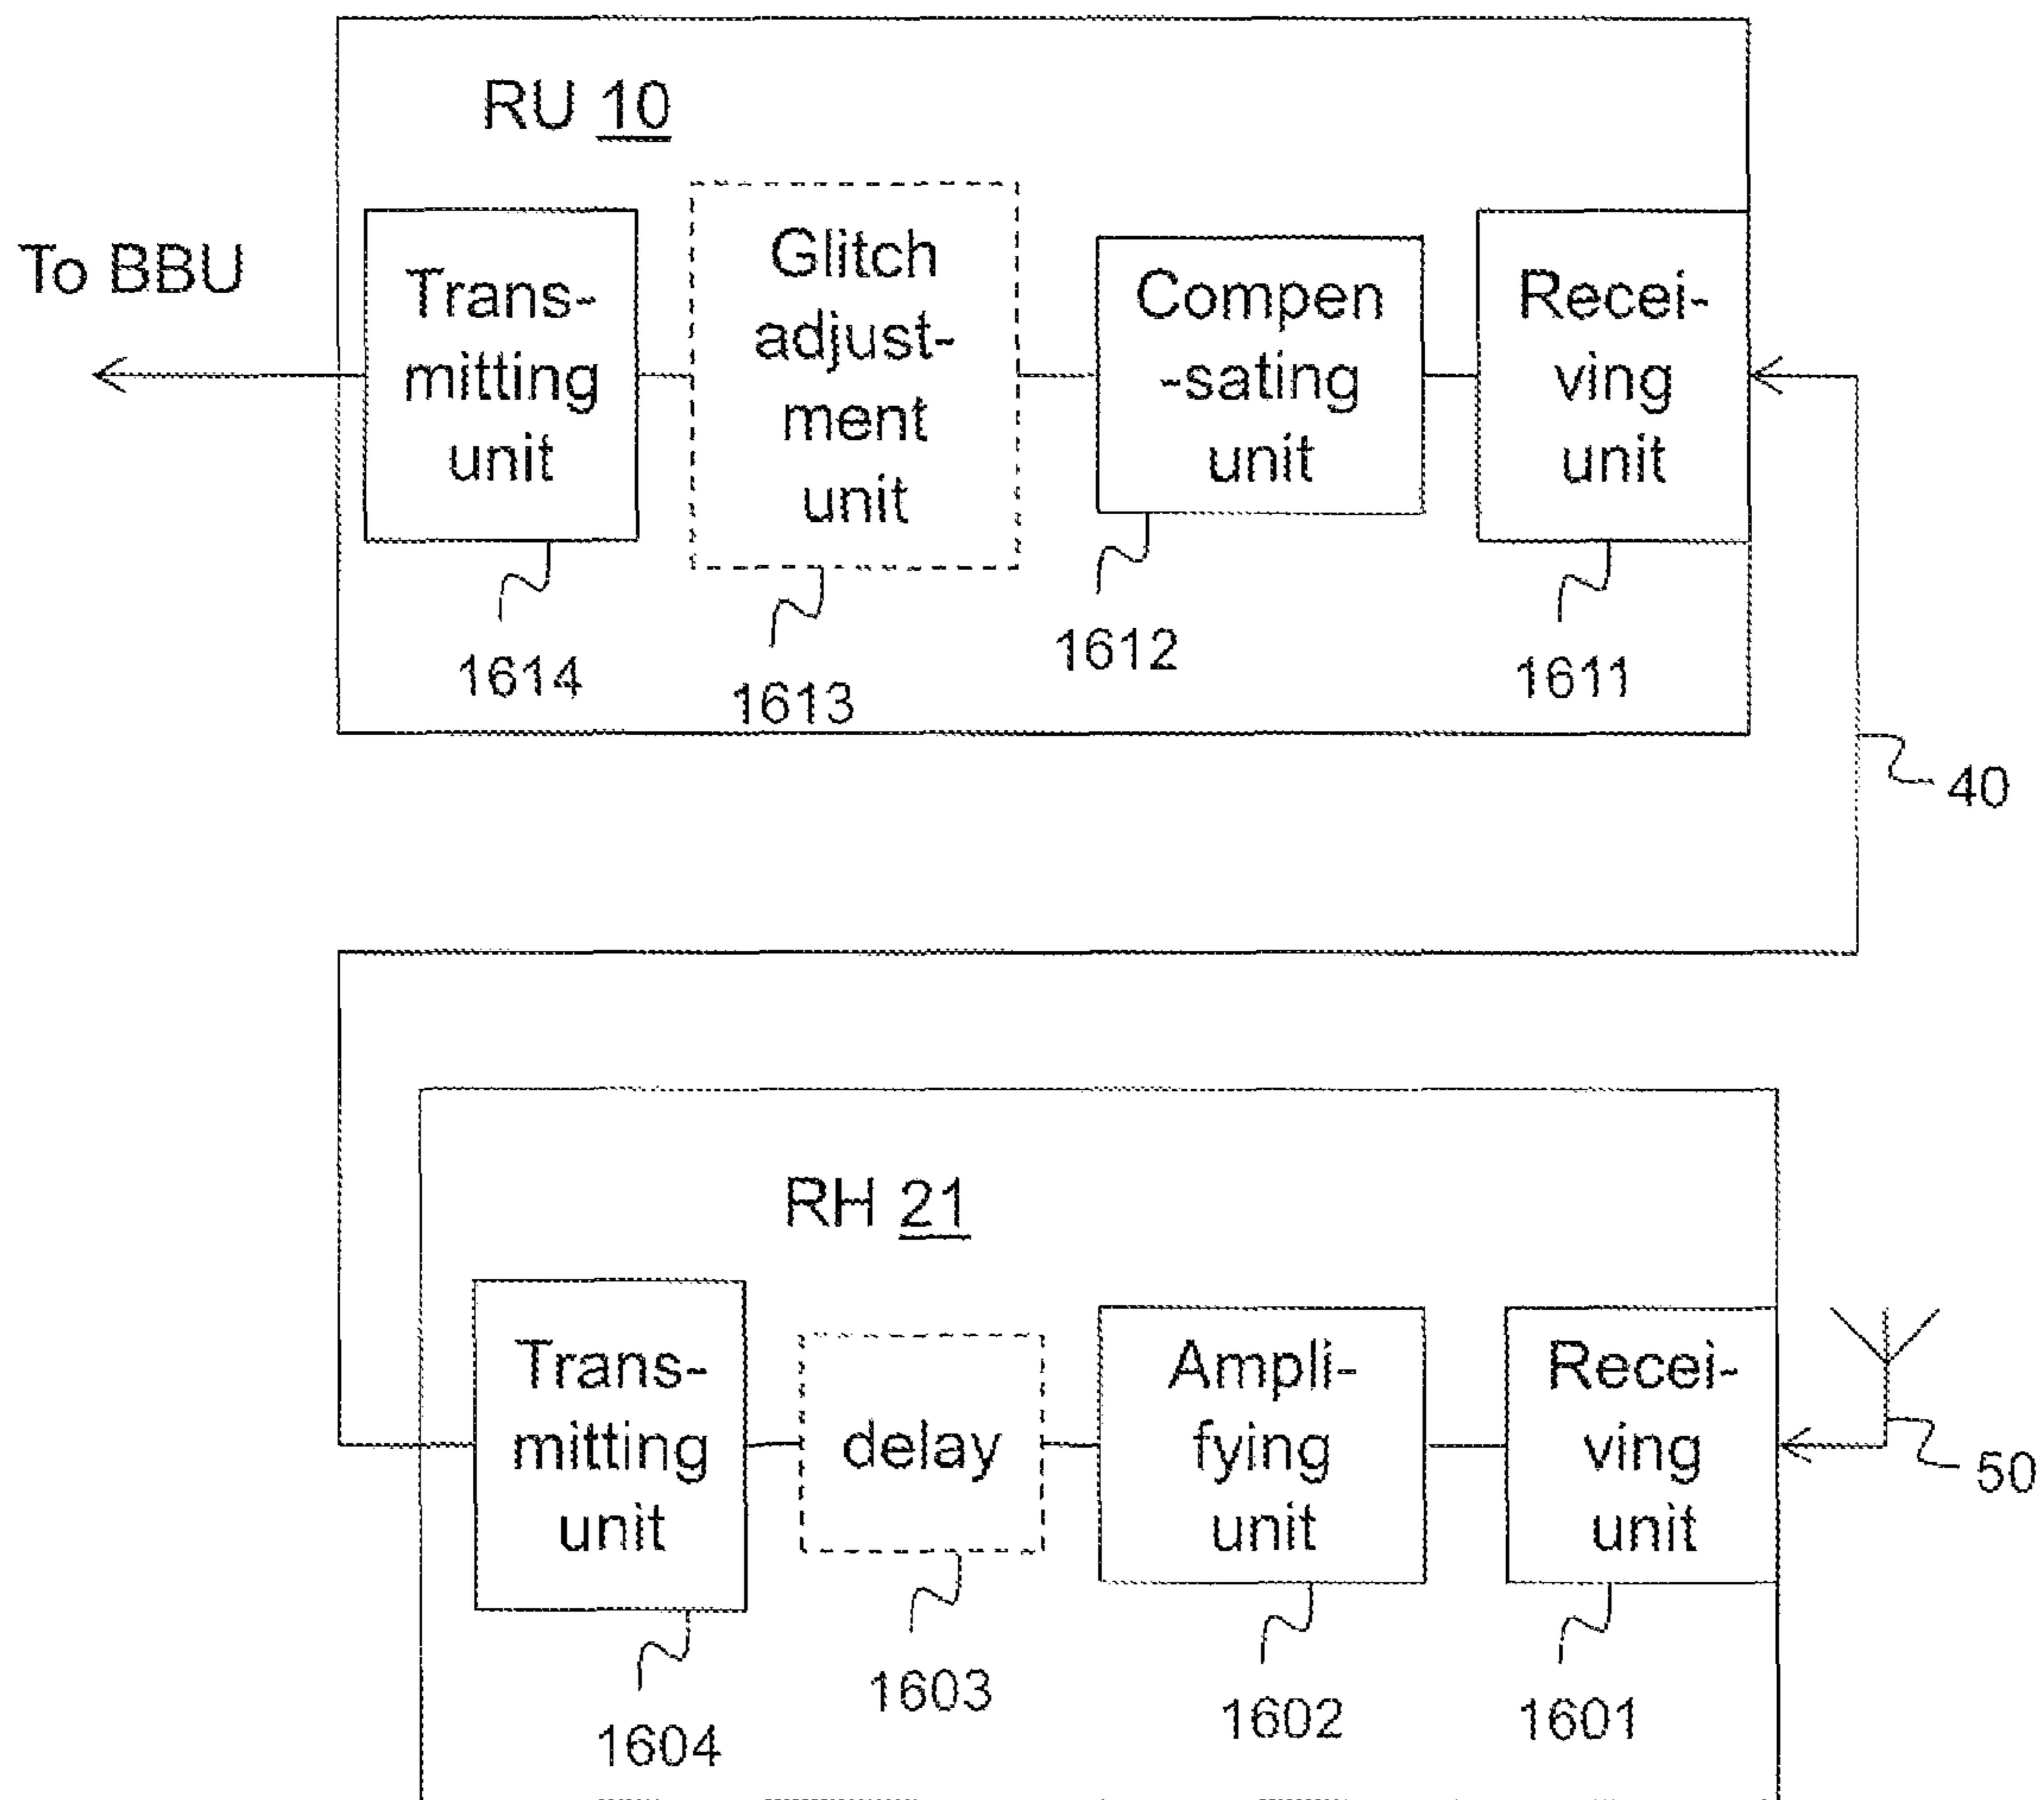 RU 10
To BBU
Trans-
mitting
unit
Glitch
adjust-
ment
unit
Compen
-sating
unit
Recei-
ving
unit
1614
1613
1612
1611
40
RH 21
Trans-
mitting
unit
delay
Ampli-
fying
unit
Recei-
ving
unit
50
1604
1603
1602
1601